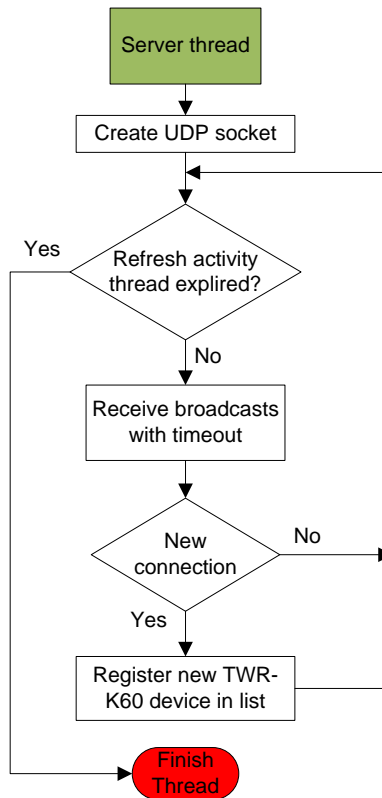 Server thread
Create UDP socket
Yes
Refresh activity
thread explired?
No
Receive broadcasts
with timeout
New
connection
No
Yes
Register new TWR-
K60 device in list
Finish
Thread